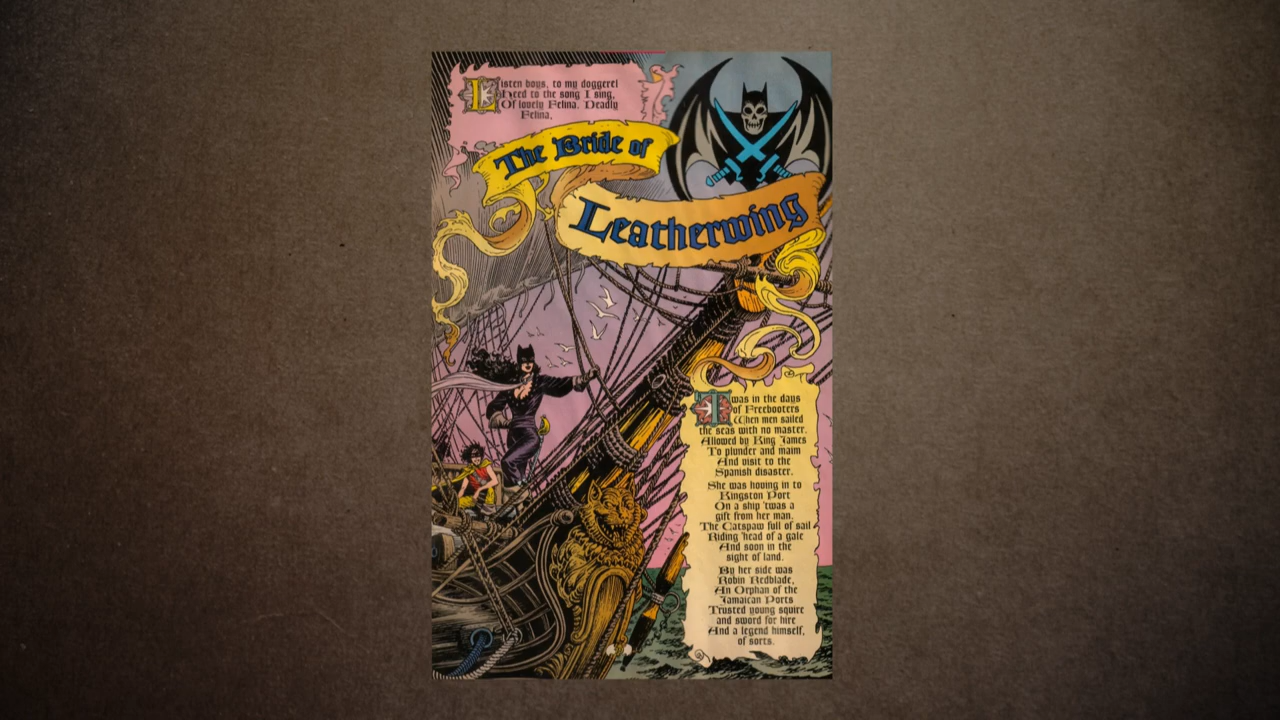 Listen boys, to my doggerel
Heed to the song I sing,
Of lovely Felina. Deadly
Felina,
The Bride of
Leatherwing
Twas in the days
of Freebooters
When men sailed
the seas with no master.
Allowed by King James
To plunder and maim
And visit to the
Spanish disaster.
She was hoving in to
Kingston Port
On a ship 'twas a
gift from her man.
The Catspaw full of sail
Riding 'head of a gale
And soon in the
sight of land.
By her side was
Robin Redblade,
An Orphan of the
Jamaican Ports
Trusted young squire
and sword for hire
And a legend himself,
of sorts.